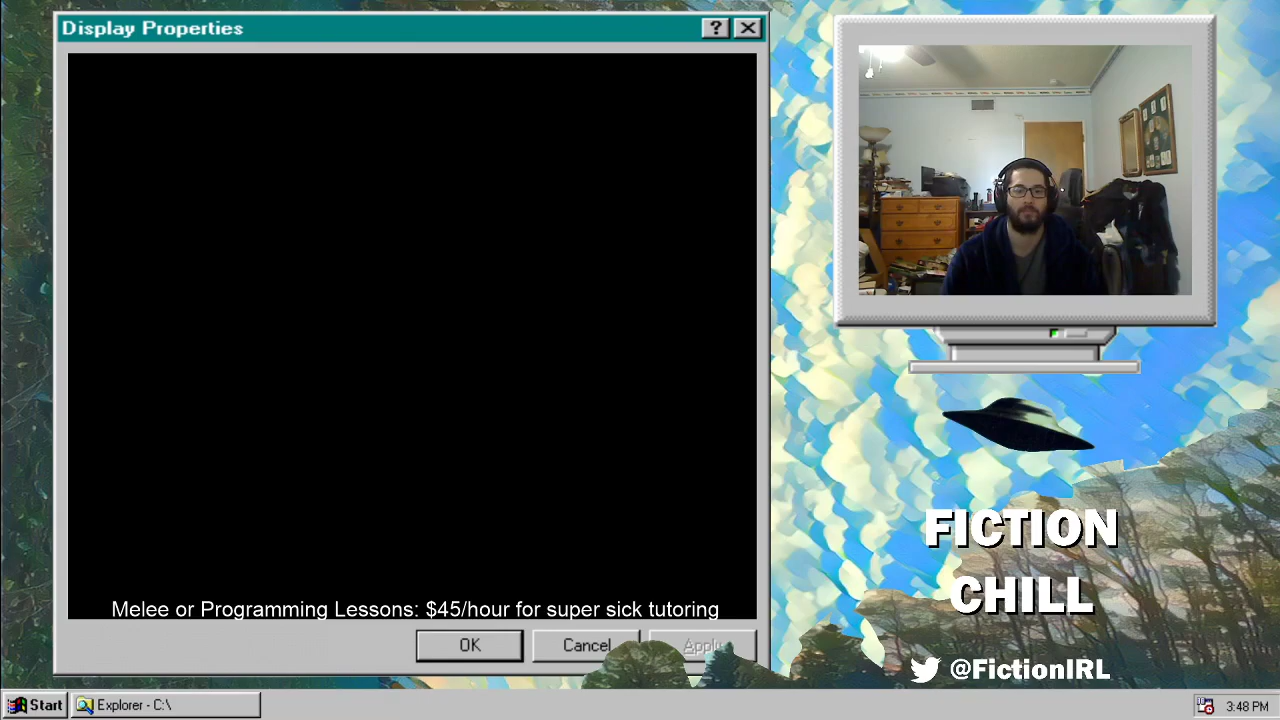 Display Properties
Melee or Programming Lessons: $45/hour for super sick tutoring
OK
Cancel
Apply
FICTION
CHILL
@FictionIRL
Start
Explorer - C:\
3:48 PM